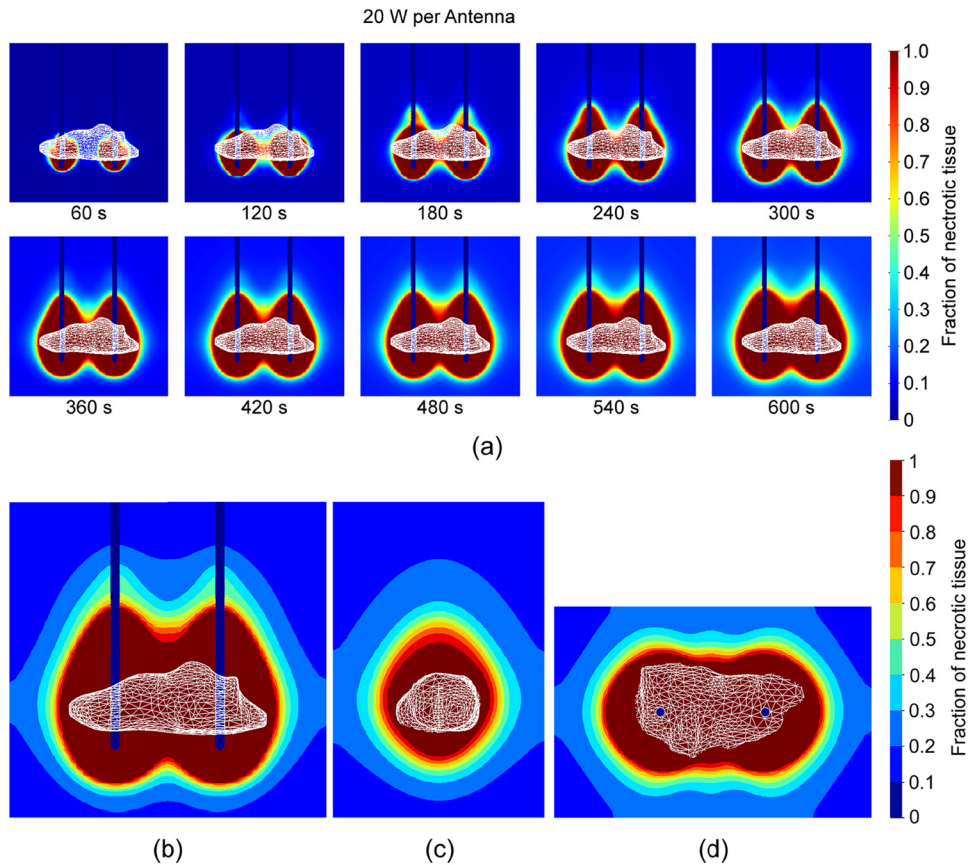 20 W per Antenna
60 s
120 s
180 s
240 s
300 s
360 s
420 s
480 s
540 s
600 s
1.0
0.9
0.8
0.7
0.6
0.5
0.4
0.3
0.2
0.1
0
Fraction of nectrotic tissue
(a)
1
0.9
0.8
0.7
0.6
0.5
0.4
0.3
0.2
0.1
0
Fraction of necrotic tissue
(b)
(c)
(d)